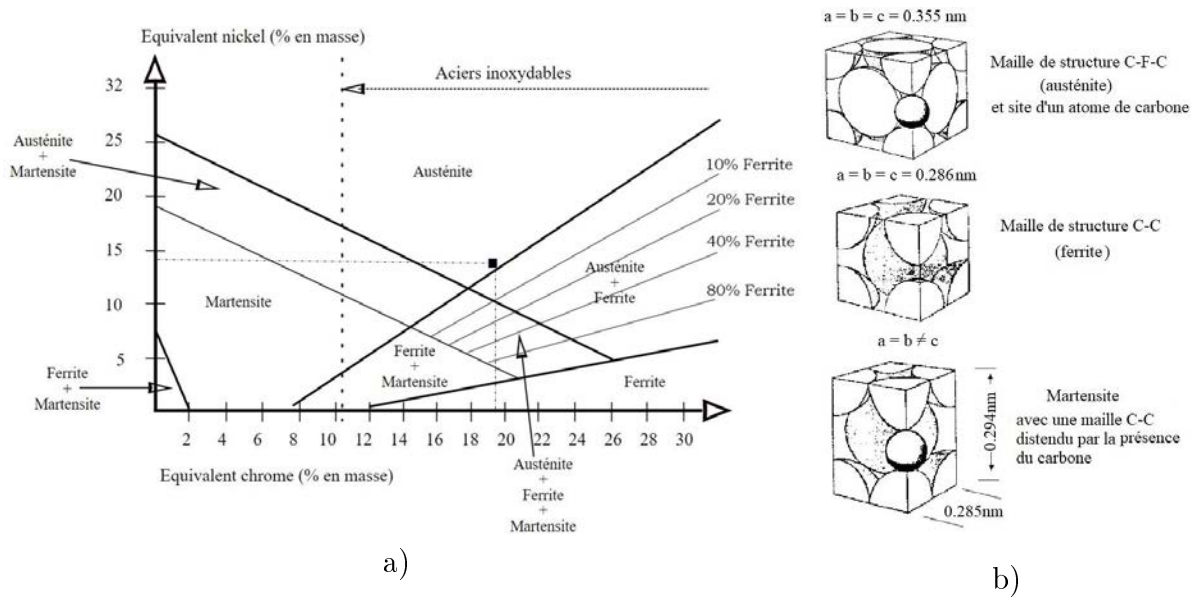 Equivalent nickel (% en masse)
32
25
20
15
10
5
Aciers inoxydables
Austénite
+
Martensite
Austénite
10% Ferrite
20% Ferrite
40% Ferrite
80% Ferrite
Austénite
+
Ferrite
Martensite
Ferrite
+
Martensite
Ferrite
+
Martensite
Ferrite
2 4 6 8 10 12 14 16 18 20 22 24 26 28 30
Equivalent chrome (% en masse)
Austénite
+
Ferrite
+
Martensite
a)
a = b = c = 0.355 nm
Maille de structure C-F-C
(austénite)
et site d'un atome de carbone
a = b = c = 0.286nm
Maille de structure C-C
(ferrite)
a = b ≠ c
Martensite
avec une maille C-C
distendu par la présence
du carbone
0.294nm
0.285nm
b)